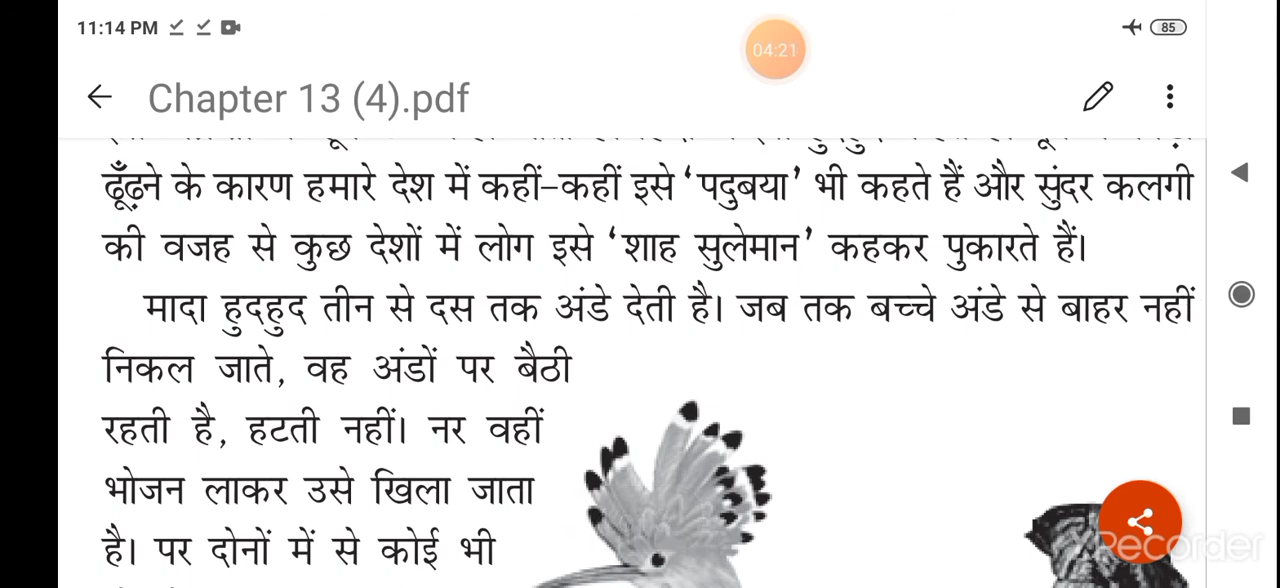 11:14 PM
85
04:21
Chapter 13 (4).pdf
ढूँढ़ने के कारण हमारे देश में कहीं–कहीं इसे ‘पदुबया’ भी कहते हैं और सुंदर कलगी
की वजह से कुछ देशों में लोग इसे ‘शाह सुलेमान’ कहकर पुकारते हैं।
मादा हुदहुद तीन से दस तक अंडे देती है। जब तक बच्चे अंडे से बाहर नहीं
निकल जाते, वह अंडों पर बैठी
रहती है, हटती नहीं। नर वहीं
भोजन लाकर उसे खिला जाता
है। पर दोनों में से कोई भी
Recorder